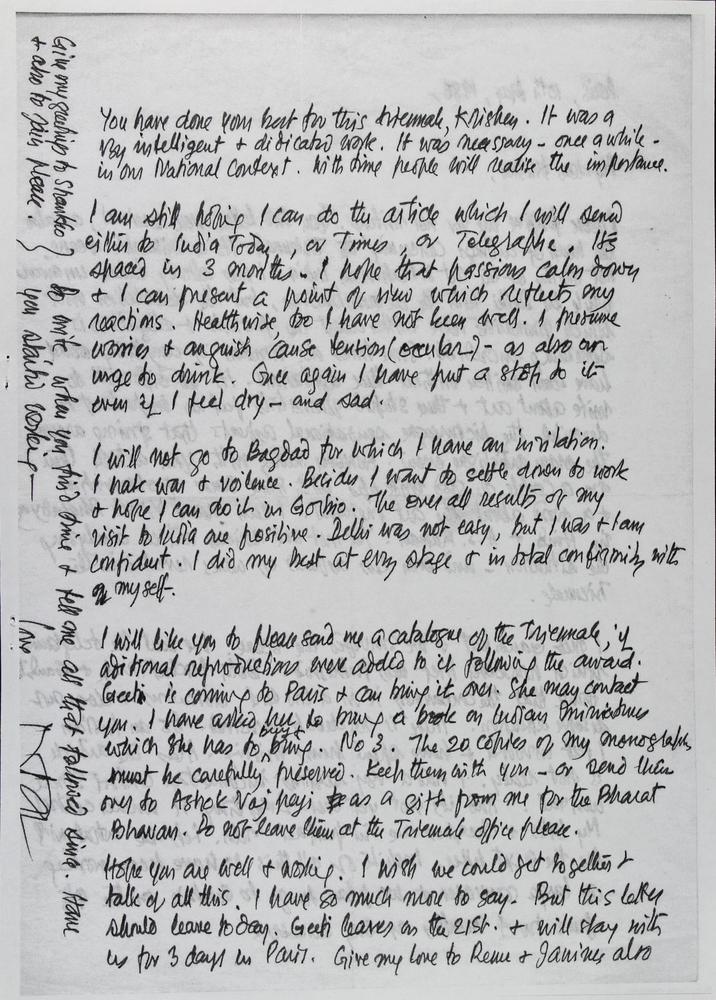 You have done your best for this Triennale, Krishen. It was a
very intelligent + didicated work. It was necessary - once a while -
in our National Context. With time people will realise the importance.
I am still hoping I can do the article which I will send
either to India Today, or Times, or Telegraphe. It's
spaced in 3 months. I hope that passions calm down
+ I can present a point of view which reflects my
reactions. Healthwise, too I have not been well. I presume
worries + anguish cause tention (occular) - as also an
urge to drink. Once again I have put a stop to it
even if I feel dry - and sad.
I will not go to Bagdad for which I have an invitation.
I hate war + voilence. Besides I want to settle down to work
+ hope I can do it in Gorbio. The over all results of my
visit to India are positive. Delhi was not easy, but I was + I am
confident. I did my best at every stage + in total confirmity with
myself.
I will like you to please send me a catalogue of the Triennale, if
aditional reproductions were added to it following the award.
Geeti is coming to Paris + can bring it over. She may contact
you. I have asked her to bring a book on Indian Miniatures
which she has to buy + bring. No 3. The 20 copies of my monographs
must be carefully preserved. Keep them with you - or send them
over to Ashok Vajpayi as a gift from me for the Bharat
Bhavan. Do not leave them at the Triennale office please.
Hope you are well + working. I wish we could get together +
talk of all this. I have so much more to say. But this letter
should leave today. Geeti leaves on the 21st. + will stay with
us for 3 days in Paris. Give my love to Renu + Janines also
Give my greetings to
+ also to
Do write when you find time + tell me all that followed since. Have
you started working -
love